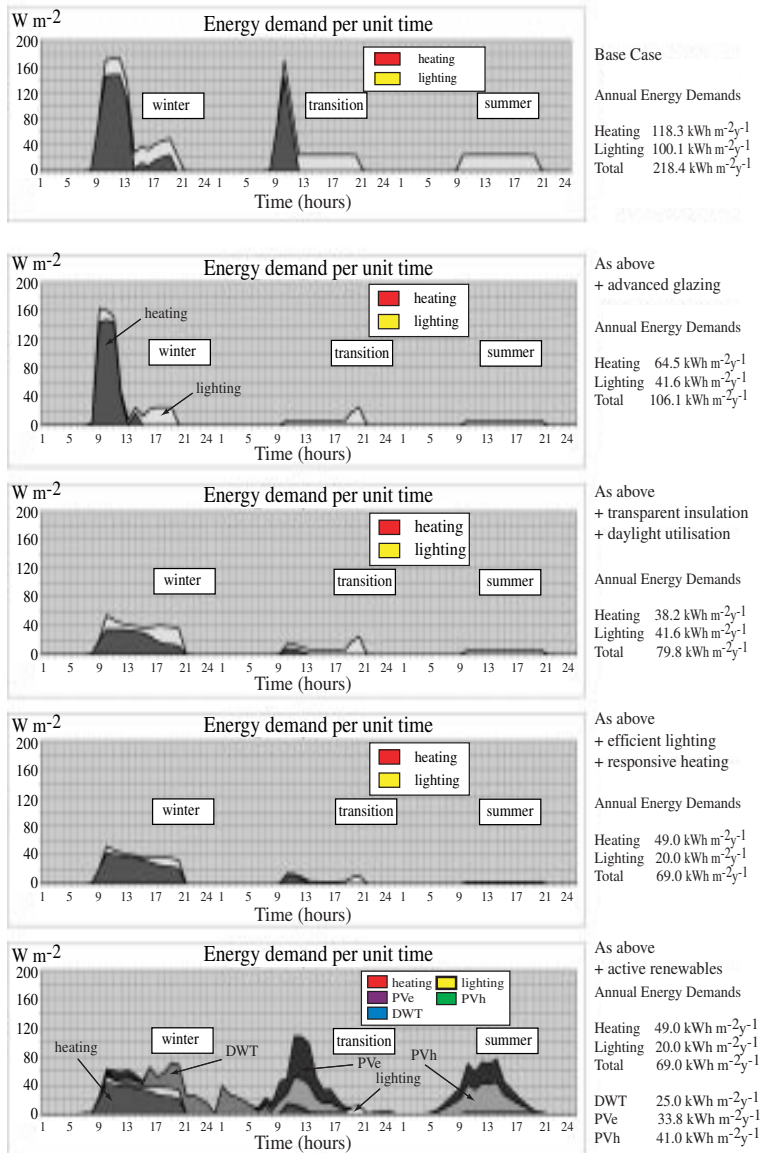 W m-2 Energy demand per unit time
200
160
120
80
40
0
heating
lighting
winter
transition
summer
1 5 9 13 17 21 24 1 5 9 13 17 21 24 1 5 9 13 17 21 24
Time (hours)
Base Case
Annual Energy Demands
Heating 118.3 kWh m-2y-1
Lighting 100.1 kWh m-2y-1
Total 218.4 kWh m-2y-1
W m-2 Energy demand per unit time
200
160
120
80
40
0
heating
lighting
heating
winter
transition
summer
lighting
1 5 9 13 17 21 24 1 5 9 13 17 21 24 1 5 9 13 17 21 24
Time (hours)
As above
+ advanced glazing
Annual Energy Demands
Heating 64.5 kWh m-2y-1
Lighting 41.6 kWh m-2y-1
Total 106.1 kWh m-2y-1
W m-2 Energy demand per unit time
200
160
120
80
40
0
heating
lighting
winter
transition
summer
1 5 9 13 17 21 24 1 5 9 13 17 21 24 1 5 9 13 17 21 24
Time (hours)
As above
+ transparent insulation
+ daylight utilisation
Annual Energy Demands
Heating 38.2 kWh m-2y-1
Lighting 41.6 kWh m-2y-1
Total 79.8 kWh m-2y-1
W m-2 Energy demand per unit time
200
160
120
80
40
0
heating
lighting
winter
transition
summer
1 5 9 13 17 21 24 1 5 9 13 17 21 24 1 5 9 13 17 21 24
Time (hours)
As above
+ efficient lighting
+ responsive heating
Annual Energy Demands
Heating 49.0 kWh m-2y-1
Lighting 20.0 kWh m-2y-1
Total 69.0 kWh m-2y-1
W m-2 Energy demand per unit time
200
160
120
80
40
0
heating lighting
PVe PVh
DWT
winter
transition
summer
heating
DWT
PVe
lighting
PVh
1 5 9 13 17 21 24 1 5 9 13 17 21 24 1 5 9 13 17 21 24
Time (hours)
As above
+ active renewables
Annual Energy Demands
Heating 49.0 kWh m-2y-1
Lighting 20.0 kWh m-2y-1
Total 69.0 kWh m-2y-1
DWT 25.0 kWh m-2y-1
PVe 33.8 kWh m-2y-1
PVh 41.0 kWh m-2y-1